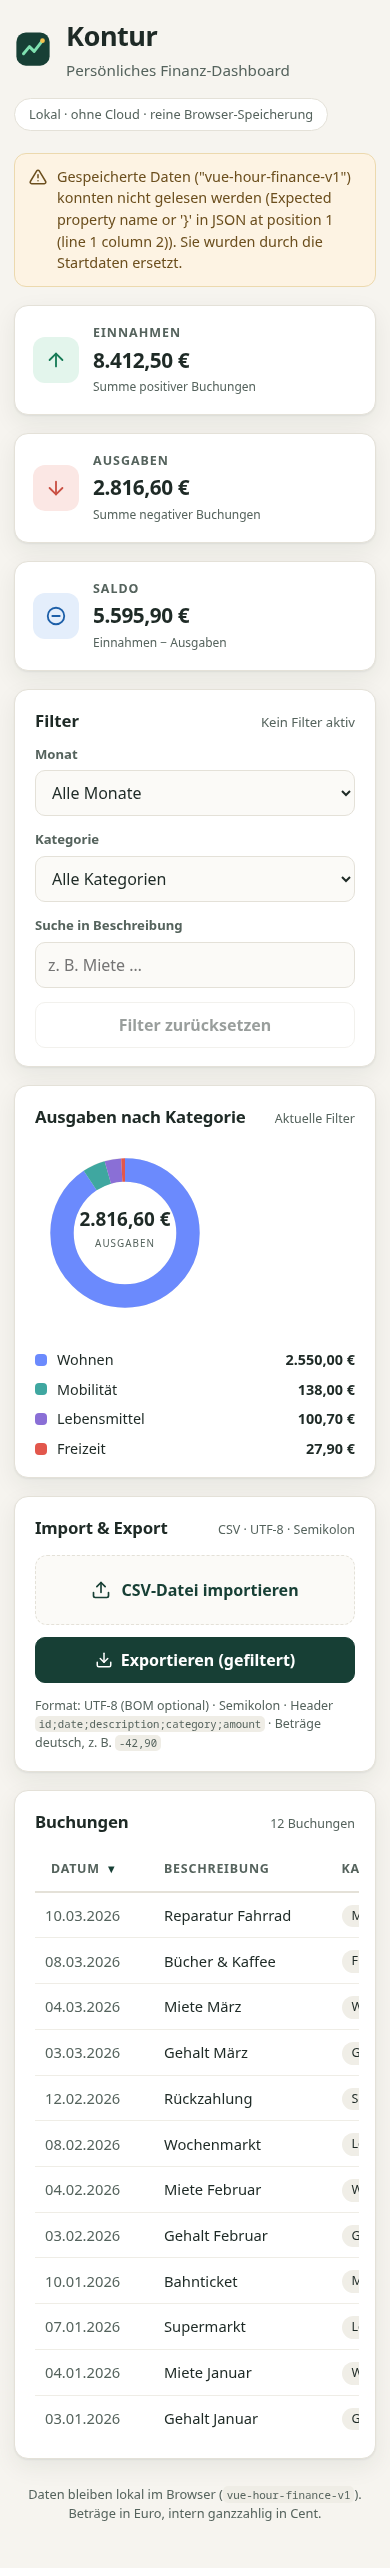 Kontur
Persönliches Finanz-Dashboard
Lokal · ohne Cloud · reine Browser-Speicherung
Gespeicherte Daten ("vue-hour-finance-v1")
konnten nicht gelesen werden (Expected
property name or '}' in JSON at position 1
(line 1 column 2)). Sie wurden durch die
Startdaten ersetzt.
EINNAHMEN
8.412,50 €
Summe positiver Buchungen
AUSGABEN
2.816,60 €
Summe negativer Buchungen
SALDO
5.595,90 €
Einnahmen − Ausgaben
Filter
Kein Filter aktiv
Monat
Alle Monate
Kategorie
Alle Kategorien
Suche in Beschreibung
z. B. Miete …
Filter zurücksetzen
Ausgaben nach Kategorie
Aktuelle Filter
2.816,60 €
AUSGABEN
Wohnen 2.550,00 €
Mobilität 138,00 €
Lebensmittel 100,70 €
Freizeit 27,90 €
Import & Export
CSV · UTF-8 · Semikolon
CSV-Datei importieren
Exportieren (gefiltert)
Format: UTF-8 (BOM optional) · Semikolon · Header
id;date;description;category;amount · Beträge
deutsch, z. B. -42,90
Buchungen
12 Buchungen
DATUM ▼ BESCHREIBUNG KA
10.03.2026 Reparatur Fahrrad M
08.03.2026 Bücher & Kaffee F
04.03.2026 Miete März W
03.03.2026 Gehalt März G
12.02.2026 Rückzahlung S
08.02.2026 Wochenmarkt L
04.02.2026 Miete Februar W
03.02.2026 Gehalt Februar G
10.01.2026 Bahnticket M
07.01.2026 Supermarkt L
04.01.2026 Miete Januar W
03.01.2026 Gehalt Januar G
Daten bleiben lokal im Browser (vue-hour-finance-v1).
Beträge in Euro, intern ganzzahlig in Cent.